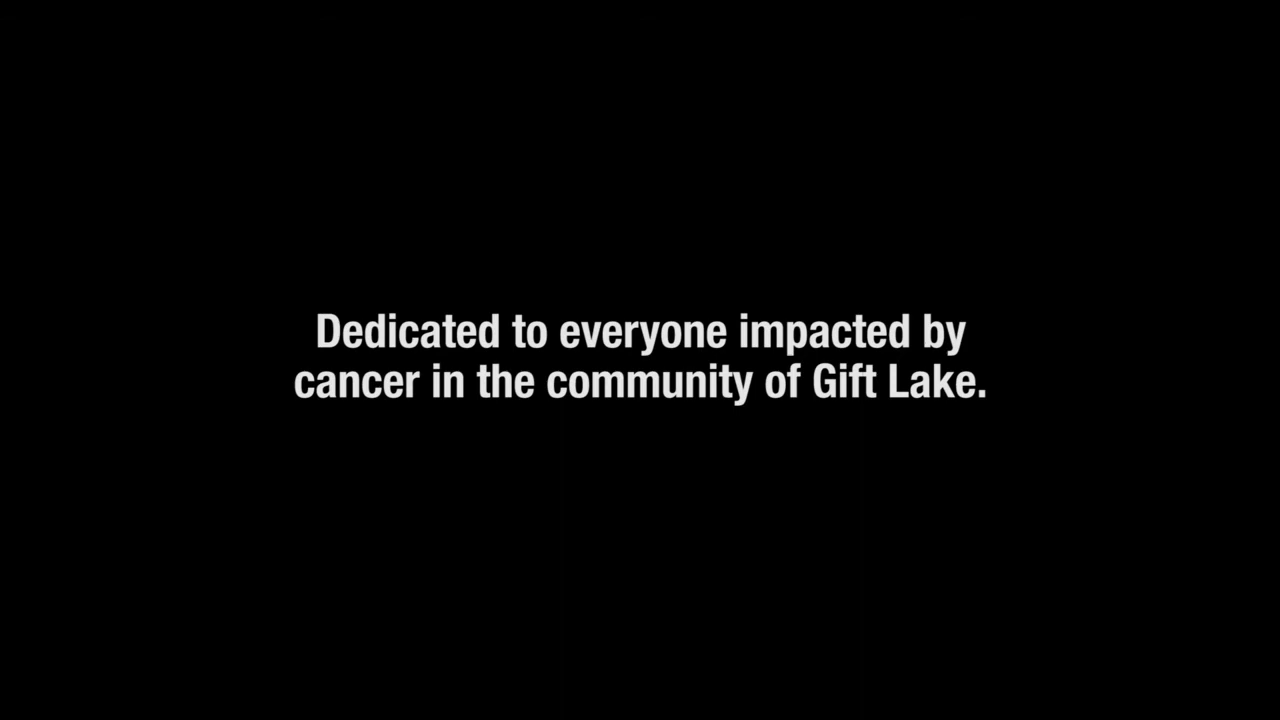 Dedicated to everyone impacted by
cancer in the community of Gift Lake.